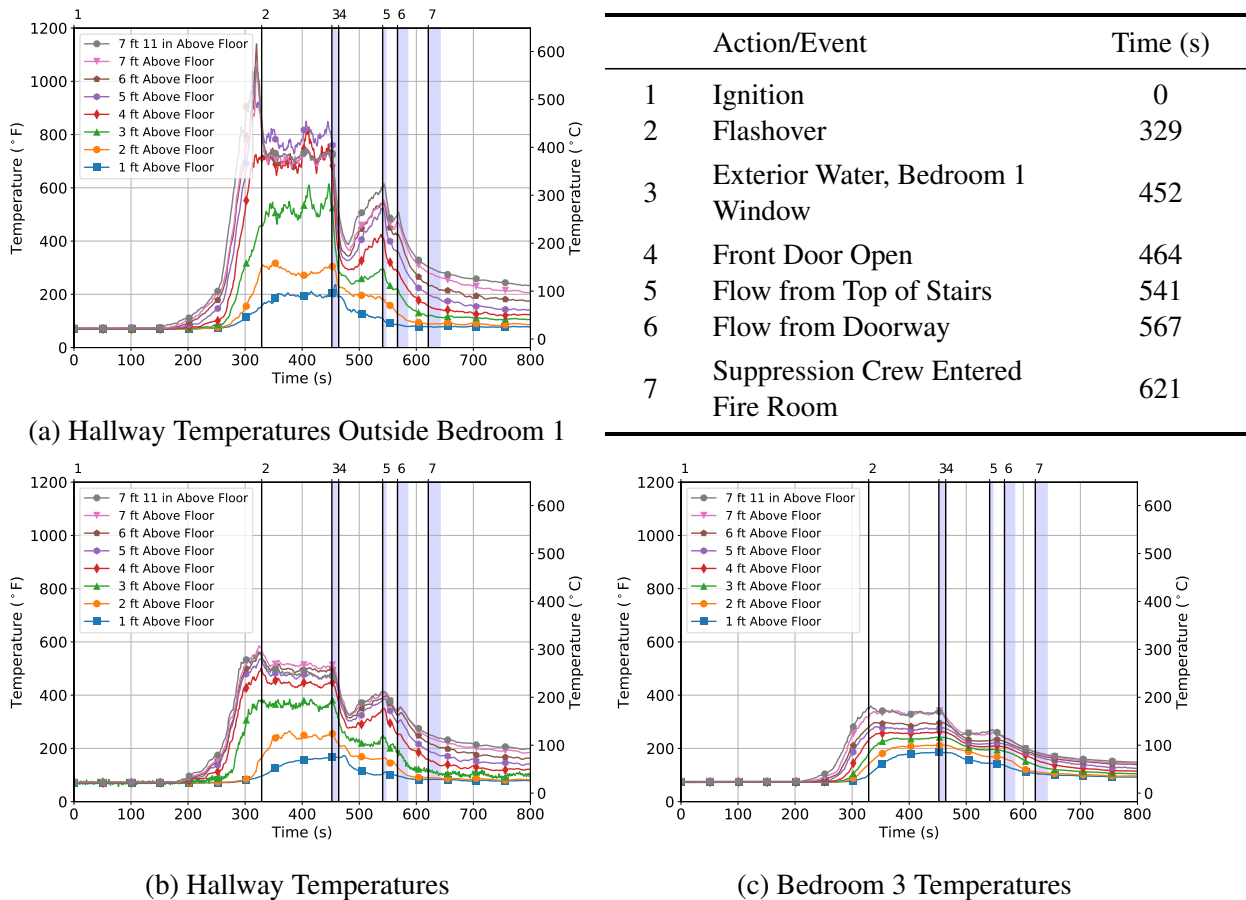 1 2 3 4 5 6 7
1200
1000
800
600
400
200
0
Temperature (°F)
7 ft 11 in Above Floor
7 ft Above Floor
6 ft Above Floor
5 ft Above Floor
4 ft Above Floor
3 ft Above Floor
2 ft Above Floor
1 ft Above Floor
600
500
400
300
200
100
0
Temperature (°C)
0 100 200 300 400 500 600 700 800
Time (s)
(a) Hallway Temperatures Outside Bedroom 1
Action/Event Time (s)
1 Ignition 0
2 Flashover 329
3 Exterior Water, Bedroom 1 452
Window
4 Front Door Open 464
5 Flow from Top of Stairs 541
6 Flow from Doorway 567
7 Suppression Crew Entered 621
Fire Room
1 2 3 4 5 6 7
1200
1000
800
600
400
200
0
Temperature (°F)
7 ft 11 in Above Floor
7 ft Above Floor
6 ft Above Floor
5 ft Above Floor
4 ft Above Floor
3 ft Above Floor
2 ft Above Floor
1 ft Above Floor
600
500
400
300
200
100
0
Temperature (°C)
0 100 200 300 400 500 600 700 800
Time (s)
(b) Hallway Temperatures
1 2 3 4 5 6 7
1200
1000
800
600
400
200
0
Temperature (°F)
7 ft 11 in Above Floor
7 ft Above Floor
6 ft Above Floor
5 ft Above Floor
4 ft Above Floor
3 ft Above Floor
2 ft Above Floor
1 ft Above Floor
600
500
400
300
200
100
0
Temperature (°C)
0 100 200 300 400 500 600 700 800
Time (s)
(c) Bedroom 3 Temperatures